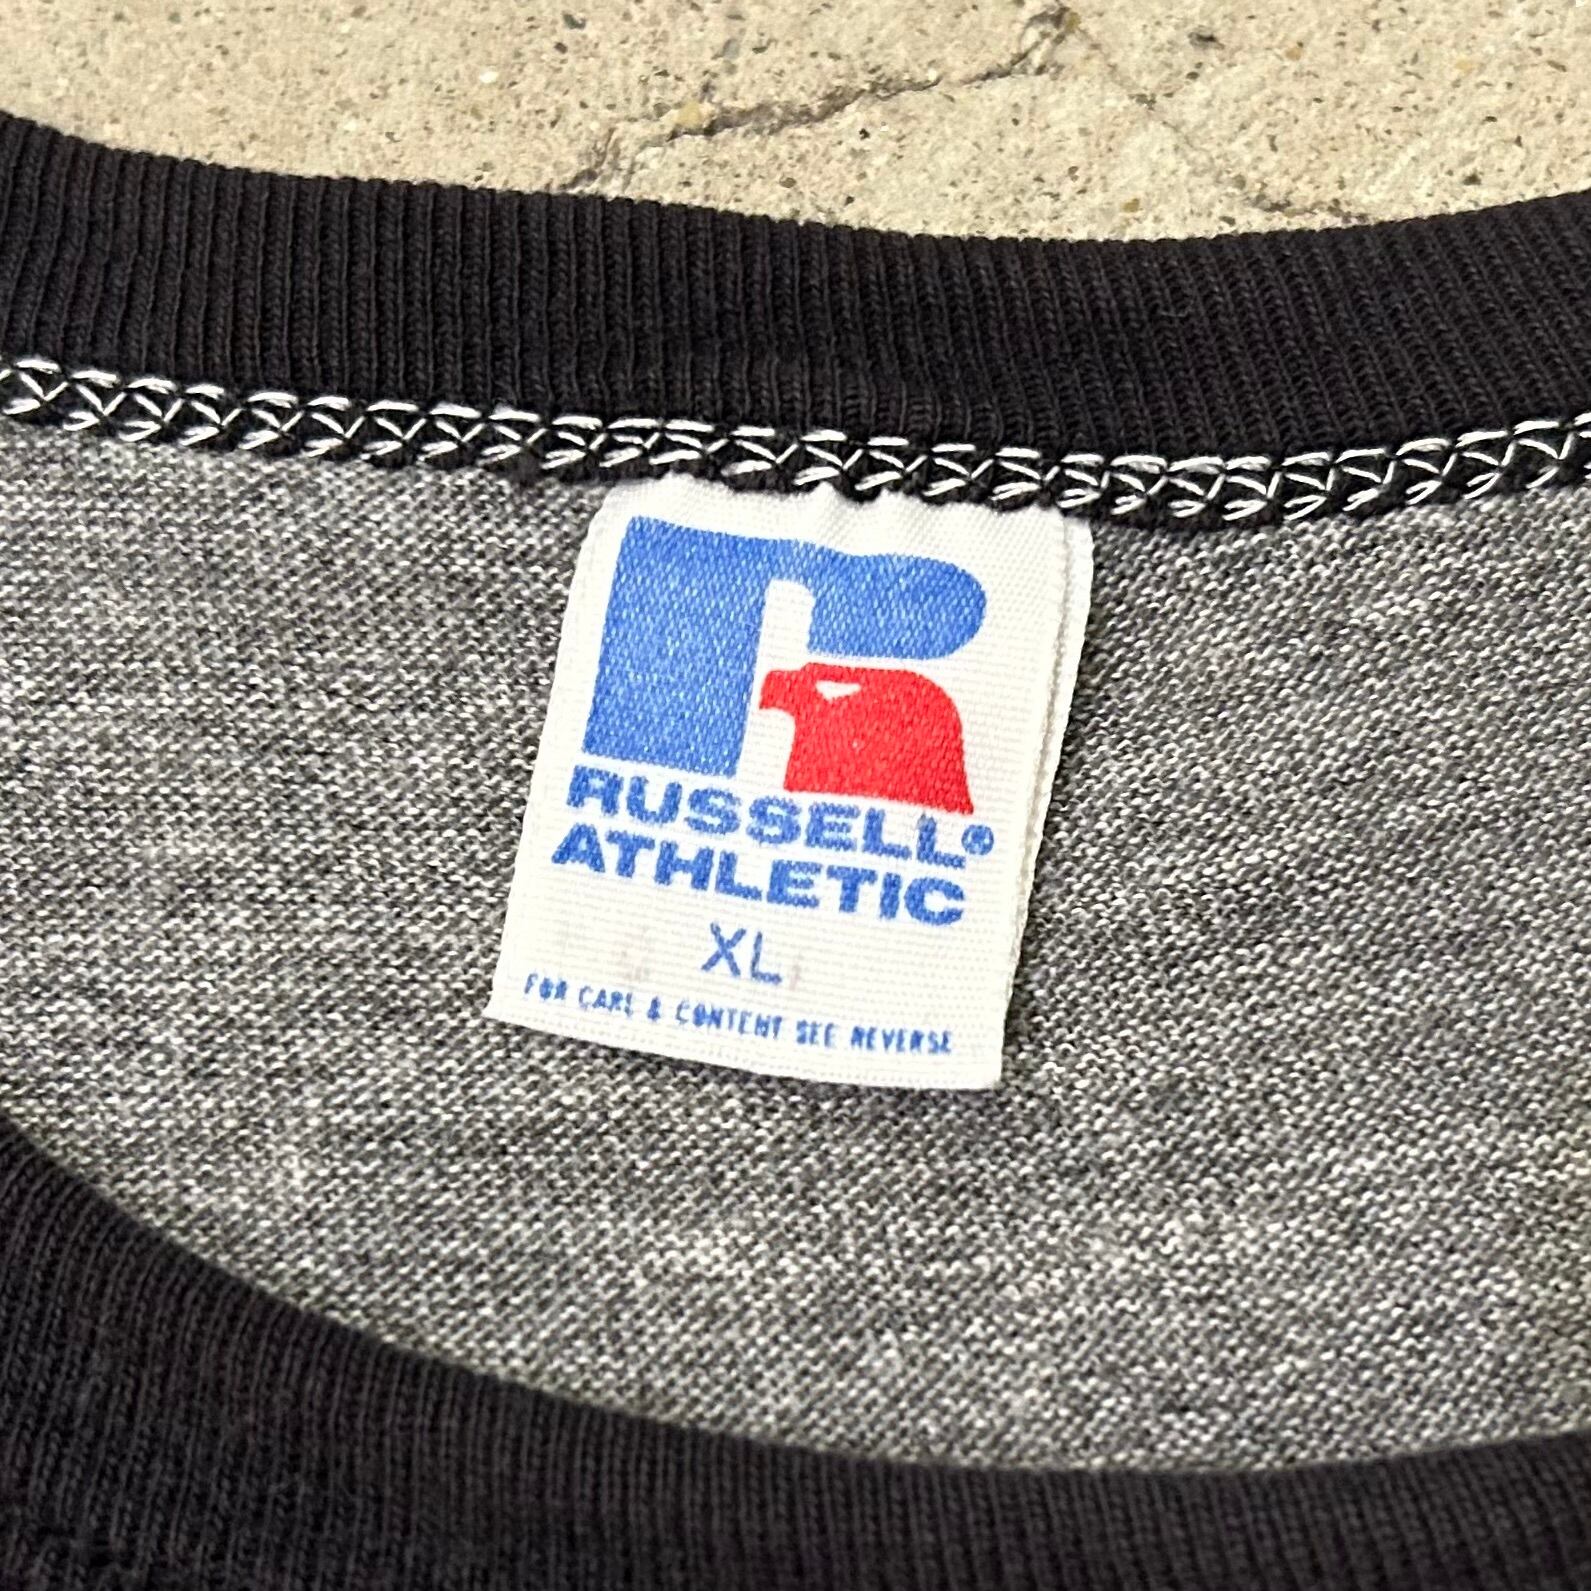 RUSSELL®
ATHLETIC
XL
FOR CARE & CONTENT SEE REVERSE